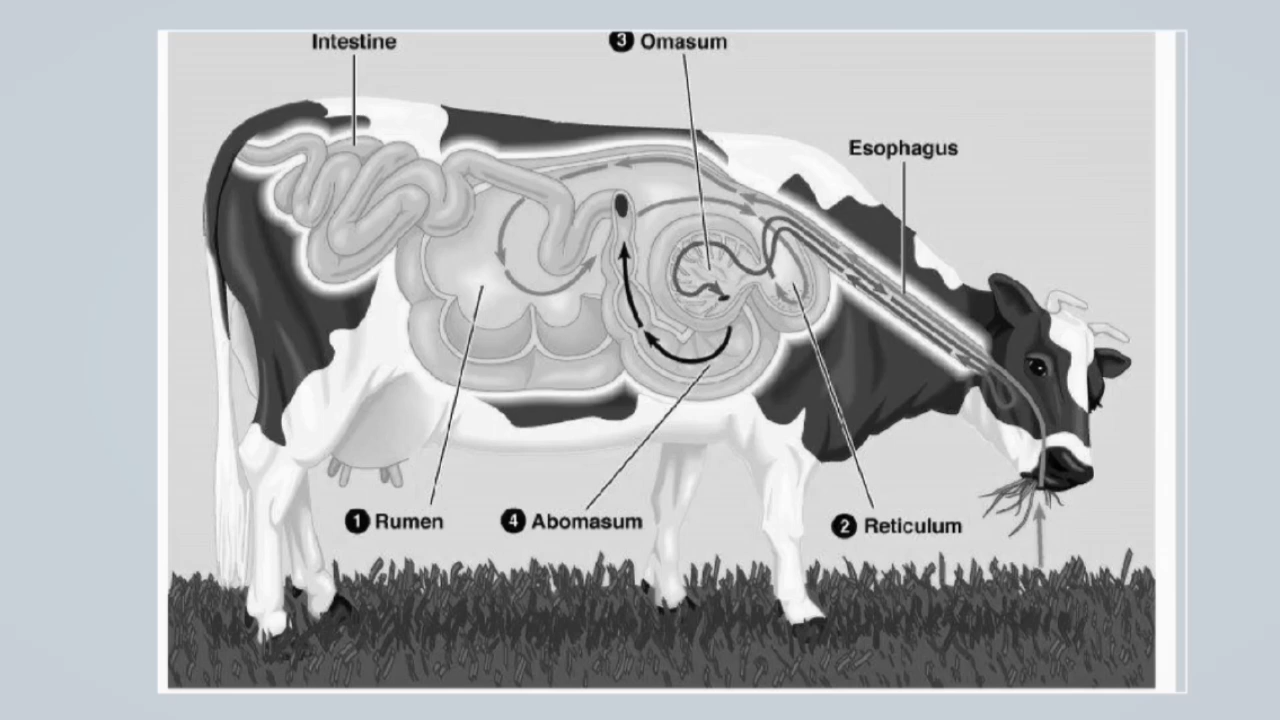 Intestine
3 Omasum
Esophagus
1 Rumen
4 Abomasum
2 Reticulum